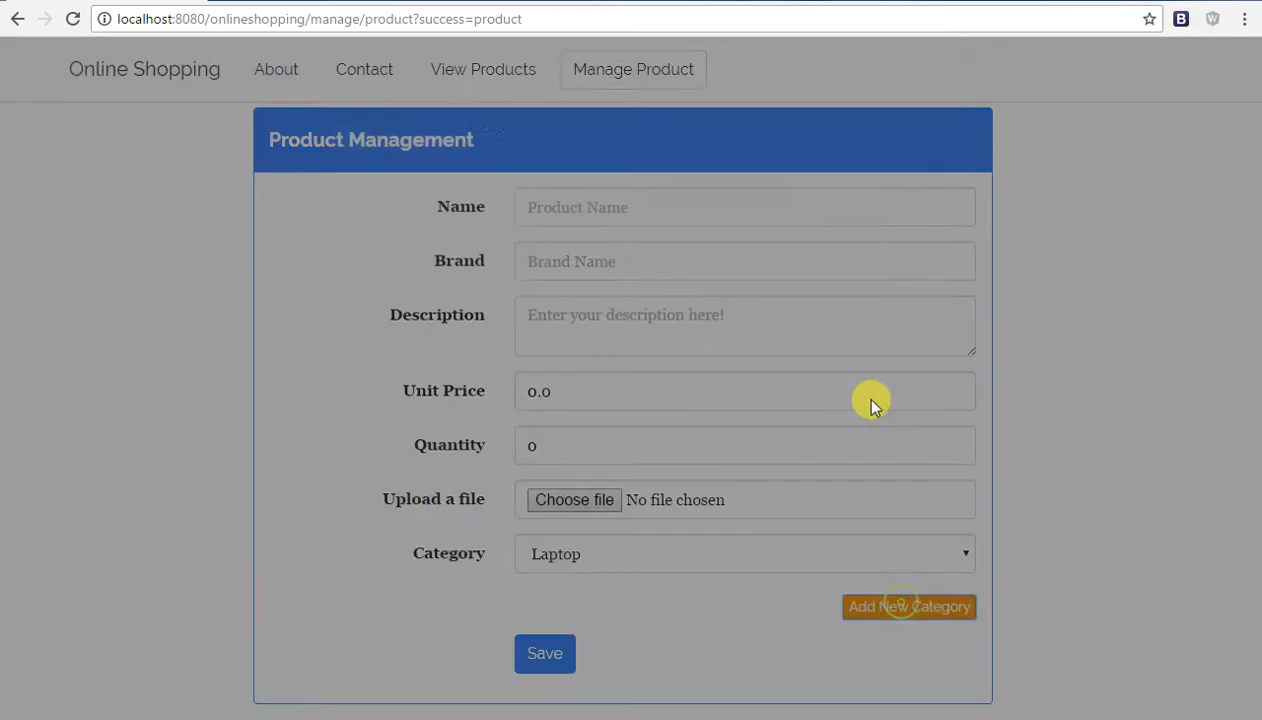 localhost:8080/onlineshopping/manage/product?success=product
B
W
Online Shopping About Contact View Products Manage Product
Product Management
Name Product Name
Brand Brand Name
Description Enter your description here!
Unit Price 0.0
Quantity 0
Upload a file Choose file No file chosen
Category Laptop
Add New Category
Save